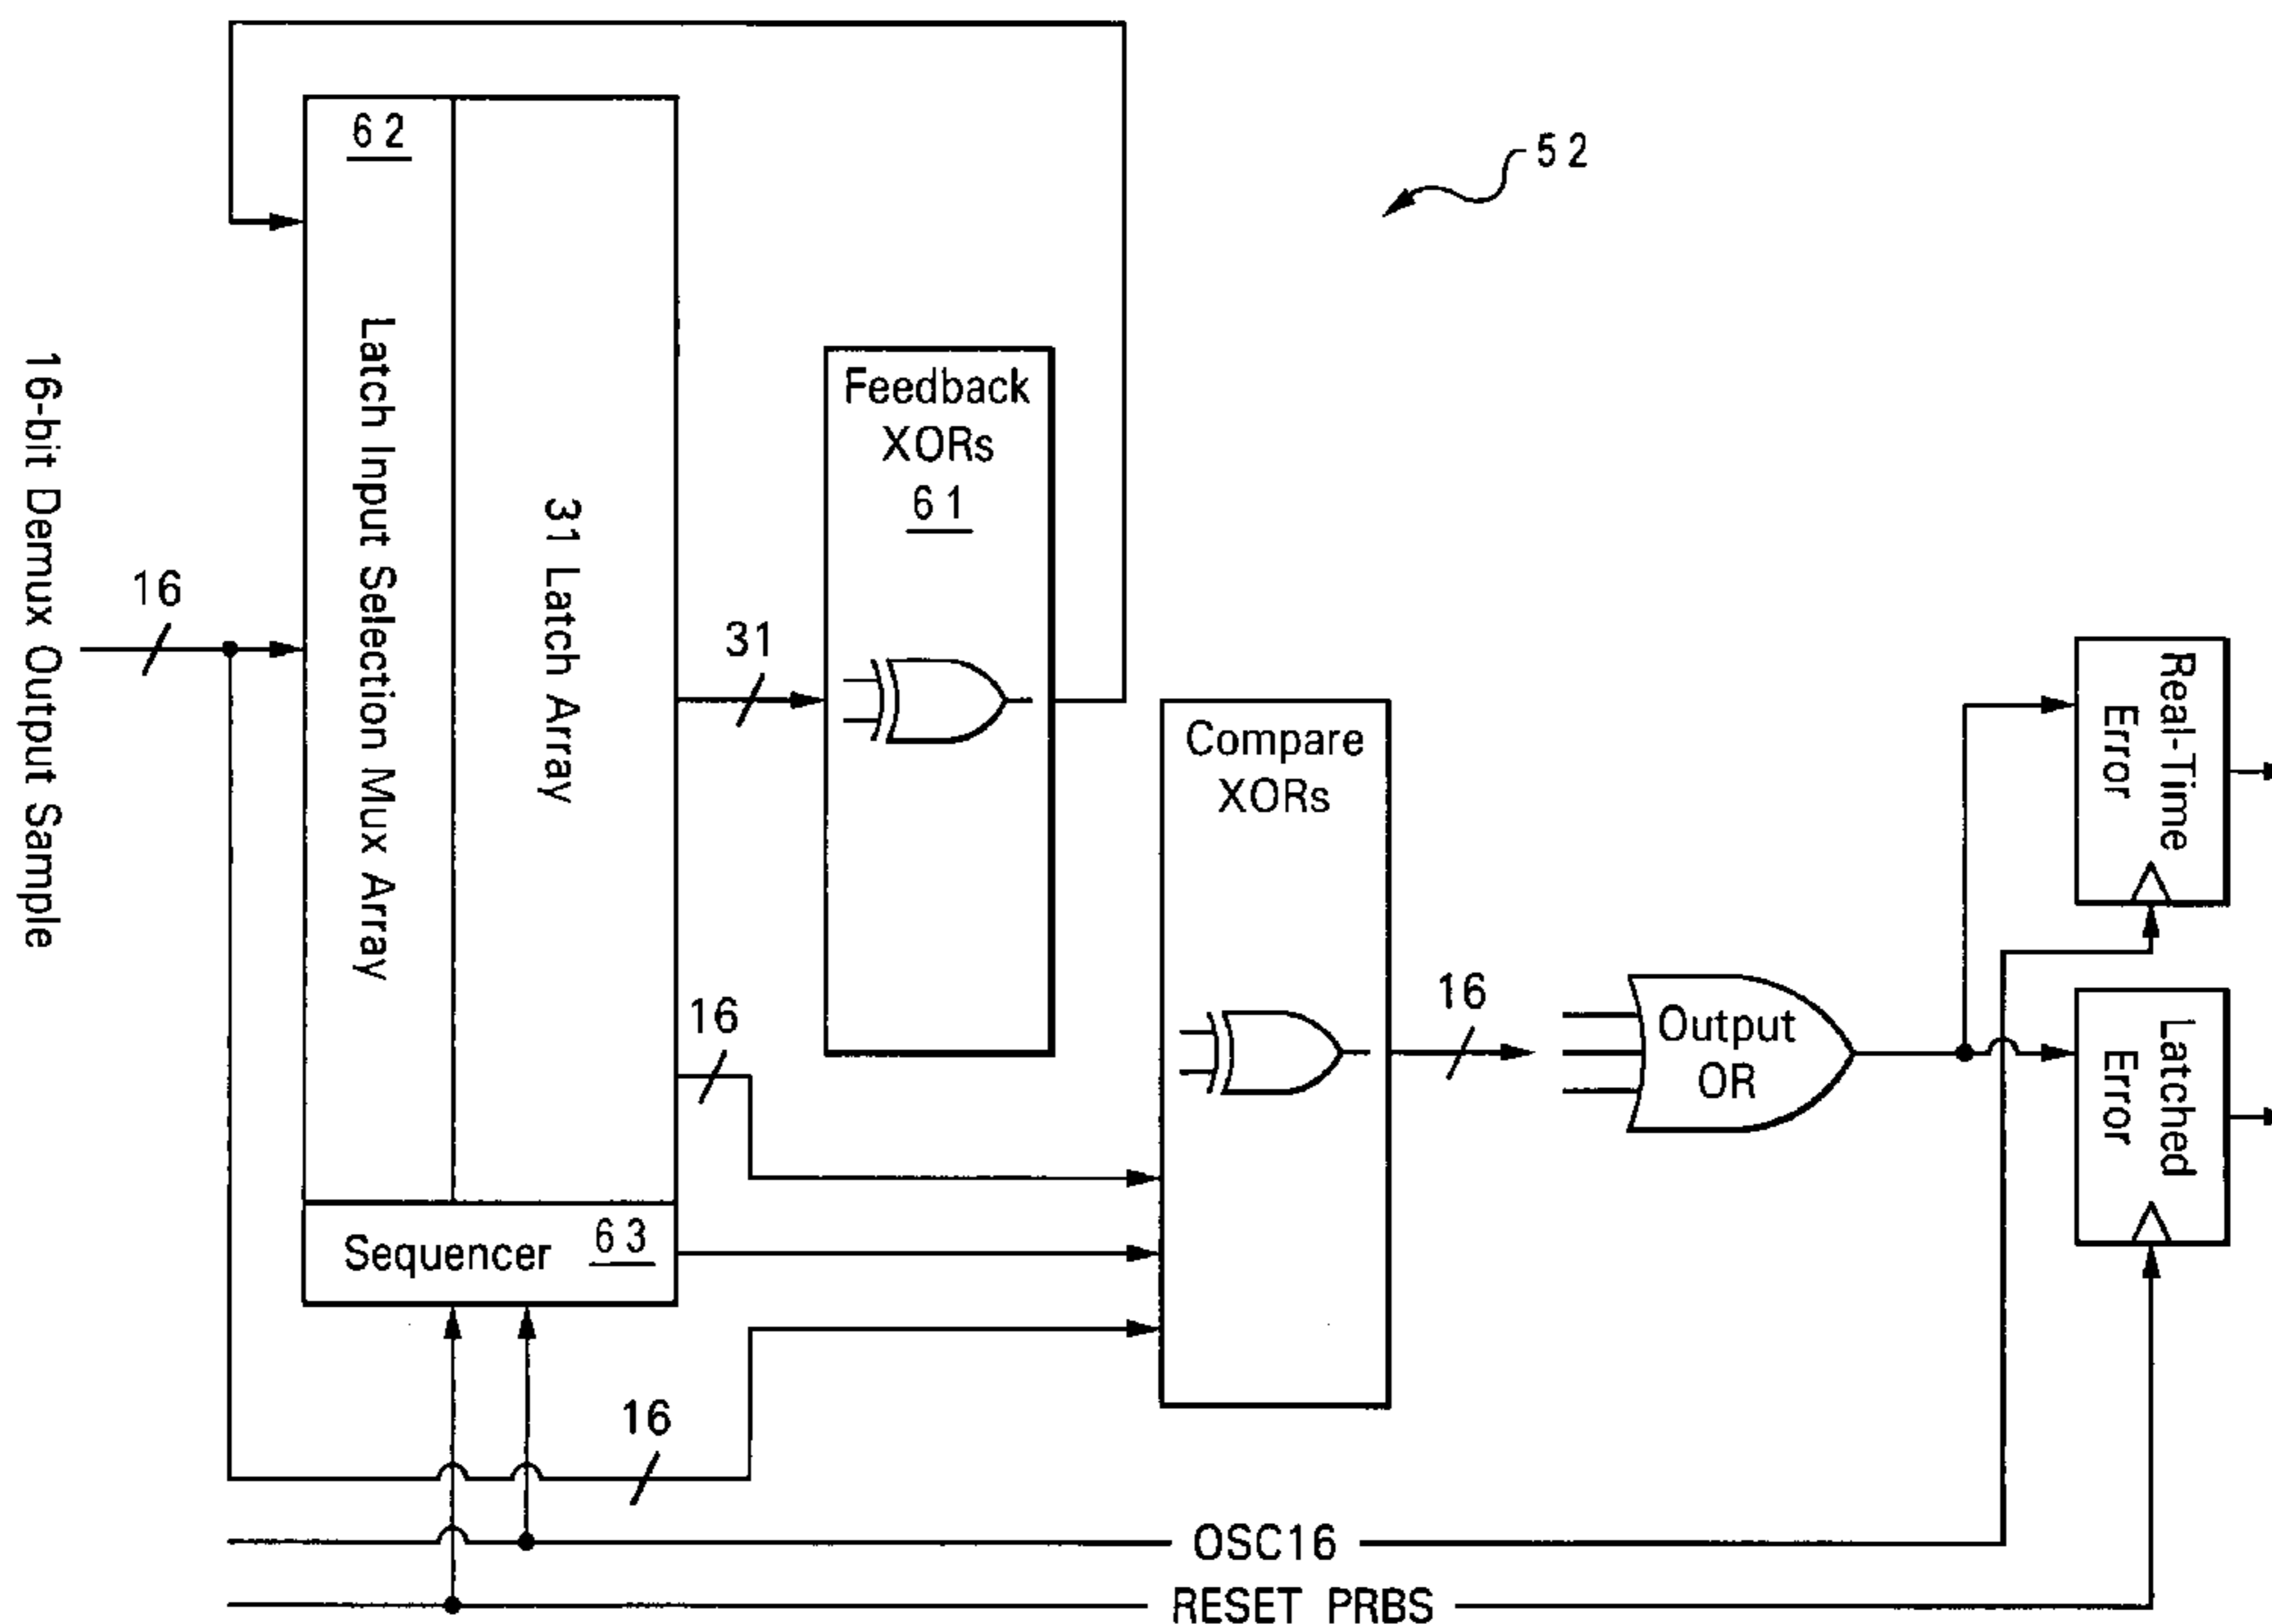 52
62
Latch Input Selection Mux Array
31 Latch Array
Feedback
XORs
61
16-bit Demux Output Sample
16
31
Compare
XORs
Real-Time
Error
16
16
Output
OR
Latched
Error
Sequencer 63
16
OSC16
RESET PRBS